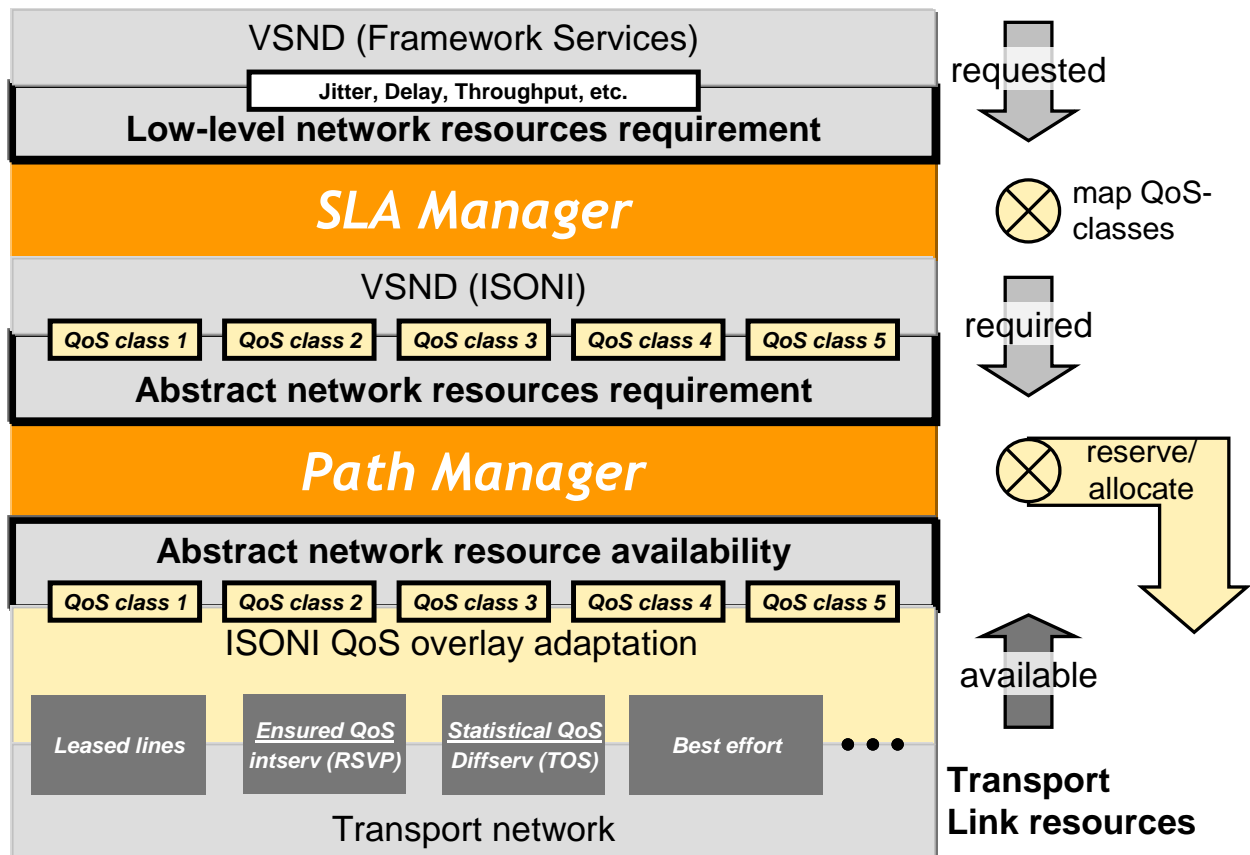 VSND (Framework Services)
Jitter, Delay, Throughput, etc.
Low-level network resources requirement
requested
SLA Manager
map QoS-
classes
VSND (ISONI)
QoS class 1 QoS class 2 QoS class 3 QoS class 4 QoS class 5
Abstract network resources requirement
required
Path Manager
reserve/
allocate
Abstract network resource availability
QoS class 1 QoS class 2 QoS class 3 QoS class 4 QoS class 5
ISONI QoS overlay adaptation
available
Leased lines
Ensured QoS
intserv (RSVP)
Statistical QoS
Diffserv (TOS)
Best effort
•••
Transport network
Transport
Link resources